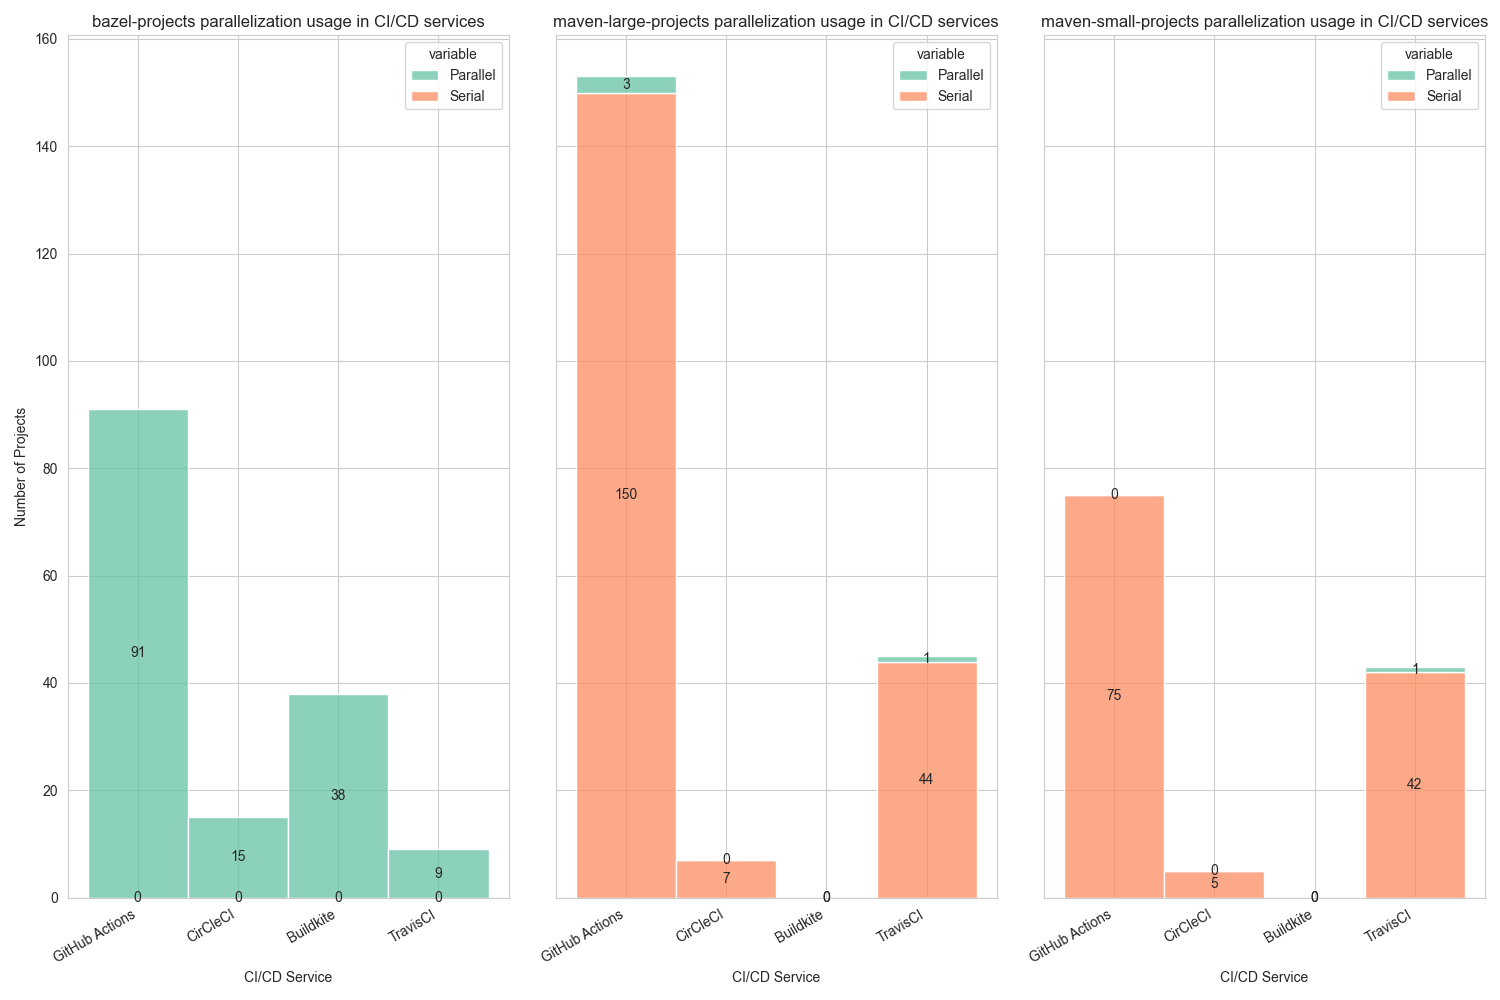 bazel-projects parallelization usage in CI/CD services
maven-large-projects parallelization usage in CI/CD services
maven-small-projects parallelization usage in CI/CD services
Number of Projects
160
140
120
100
80
60
40
20
0
variable
Parallel
Serial
91
0
15
0
38
0
9
0
GitHub Actions
CirCleCI
Buildkite
TravisCI
CI/CD Service
variable
Parallel
Serial
3
150
0
7
0
0
1
44
GitHub Actions
CirCleCI
Buildkite
TravisCI
CI/CD Service
variable
Parallel
Serial
0
75
0
5
0
0
1
42
GitHub Actions
CirCleCI
Buildkite
TravisCI
CI/CD Service